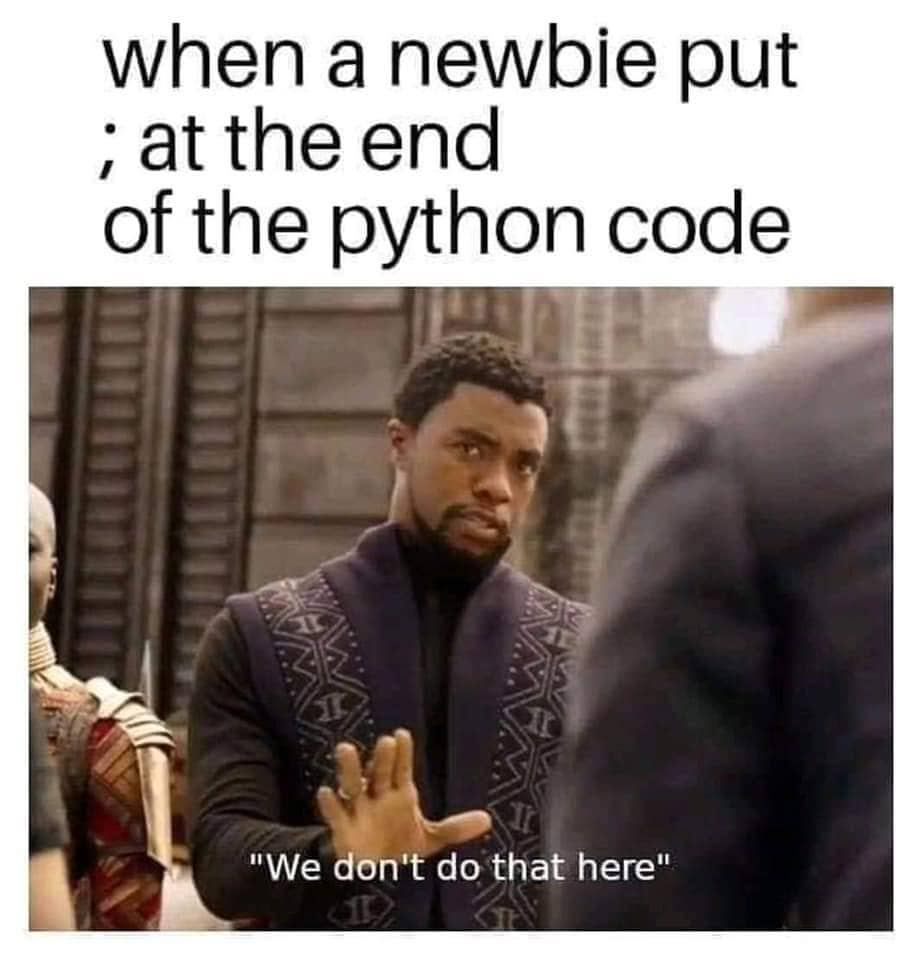 when a newbie put
; at the end
of the python code
"We don't do that here"